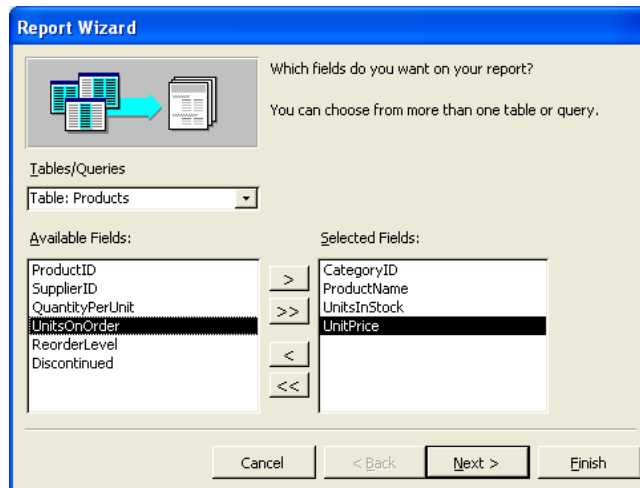 Report Wizard
Which fields do you want on your report?
You can choose from more than one table or query.
Tables/Queries
Table: Products
Available Fields:
ProductID
SupplierID
QuantityPerUnit
UnitsOnOrder
ReorderLevel
Discontinued
>
>>
<
<<
Selected Fields:
CategoryID
ProductName
UnitsInStock
UnitPrice
Cancel
< Back
Next >
Finish